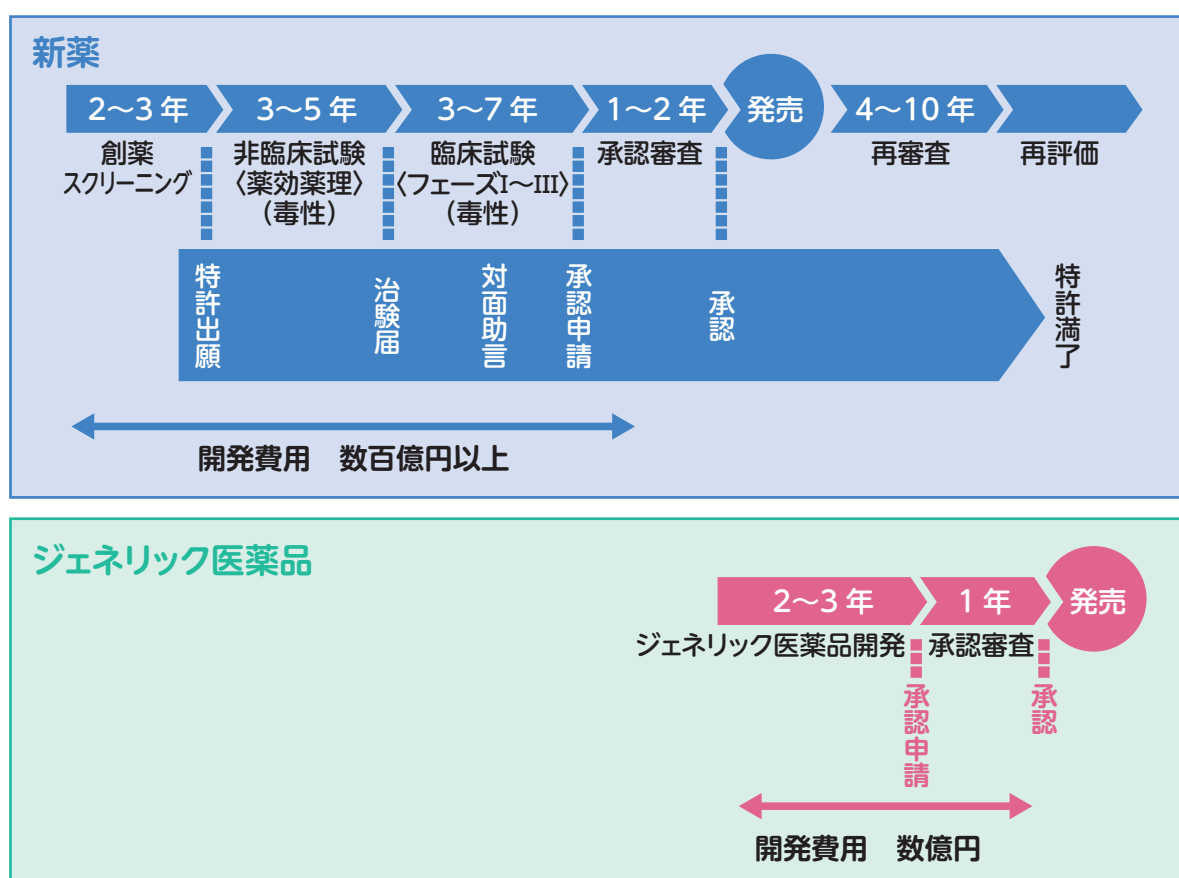 新薬
2〜3年
3〜5年
3〜7年
1〜2年
発売
4〜10年
創薬
スクリーニング
非臨床試験
〈薬効薬理〉
（毒性）
臨床試験
〈フェーズI〜III〉
（毒性）
承認審査
再審査
再評価
特許出願
治験届
対面助言
承認申請
承認
特許満了
開発費用　数百億円以上
ジェネリック医薬品
2〜3年
1年
発売
ジェネリック医薬品開発
承認審査
承認申請
承認
開発費用　数億円